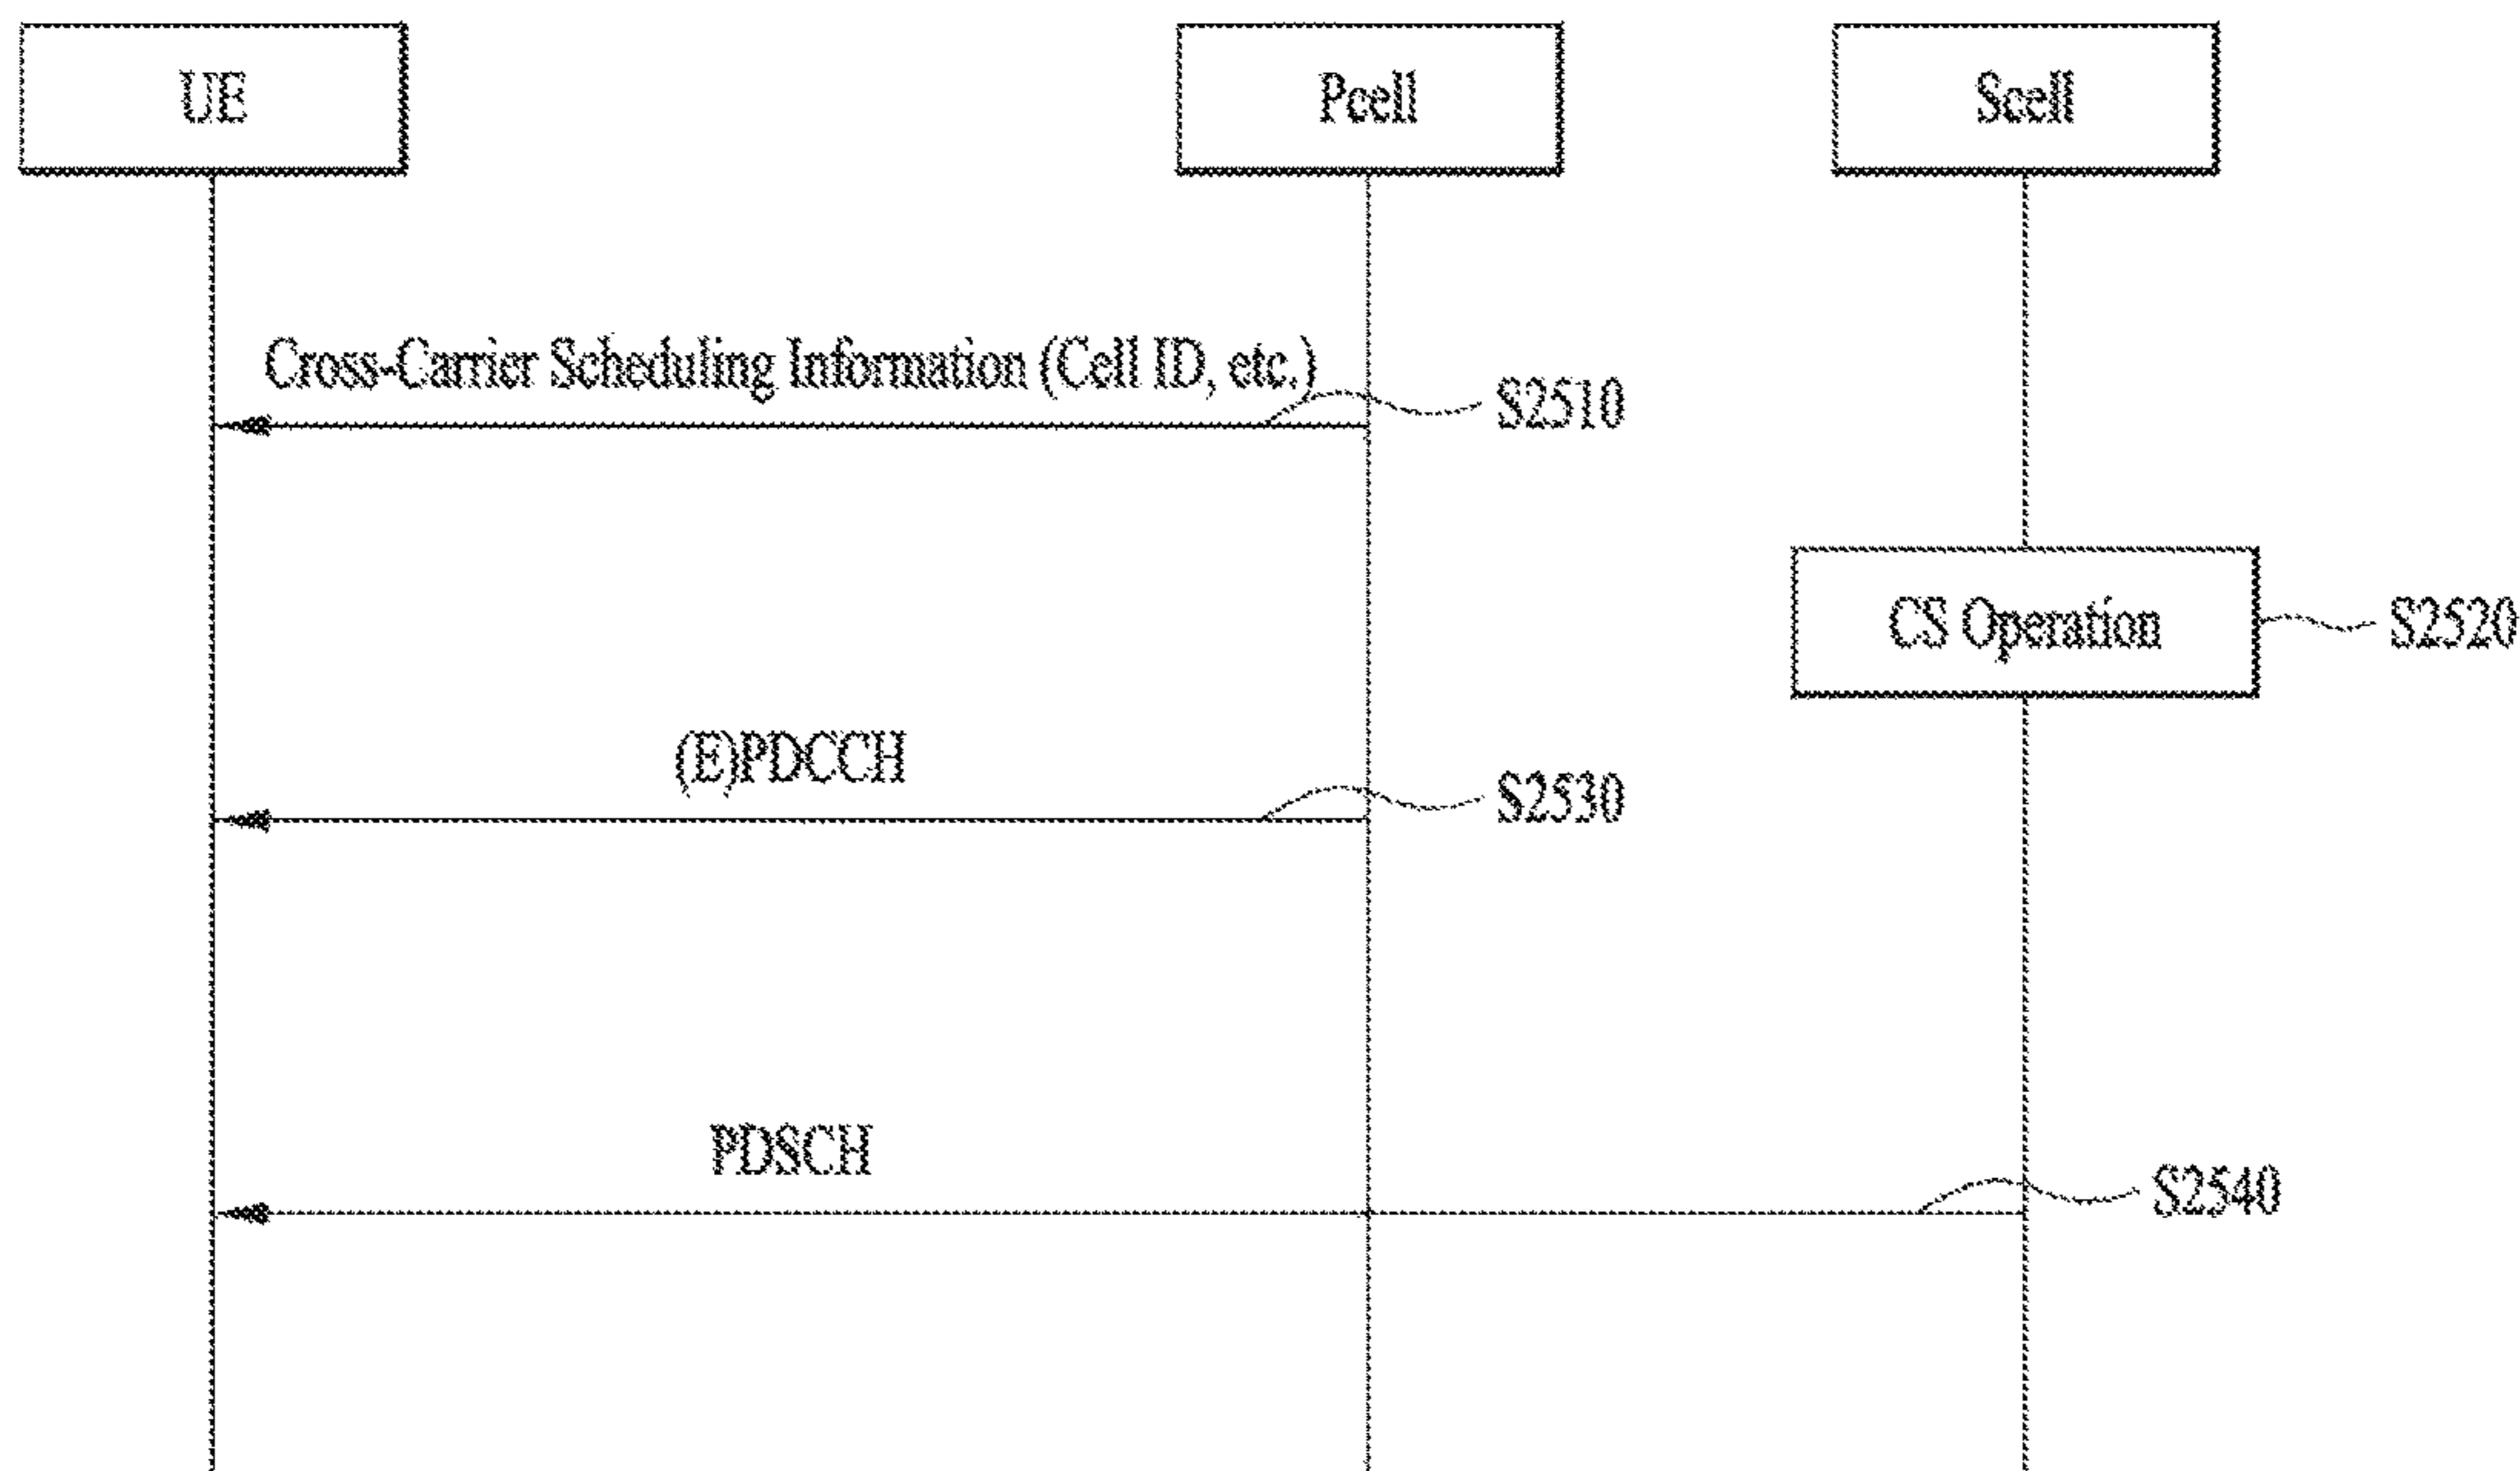 UE
Pcell
Scell
Cross-Carrier Scheduling Information (Cell ID, etc.)
S2510
CS Operation
S2520
(E)PDCCH
S2530
PDSCH
S2540